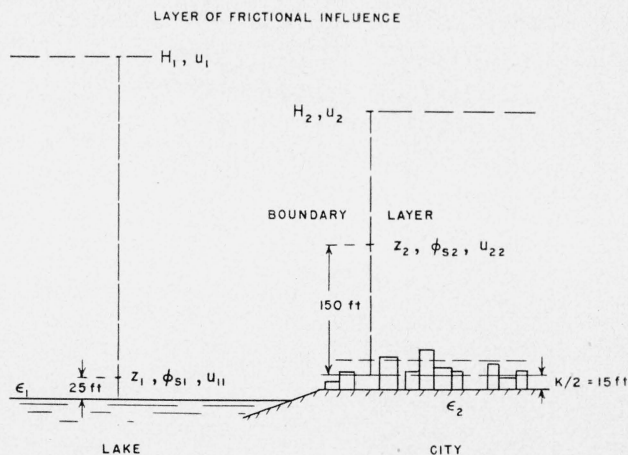 LAYER OF FRICTIONAL INFLUENCE
H₁, u₁
H₂, u₂
BOUNDARY LAYER
z₂, ϕs₂, u₂₂
150 ft
z₁, ϕs₁, u₁₁
ϵ₁
25 ft
K/2 = 15 ft
ϵ₂
LAKE
CITY